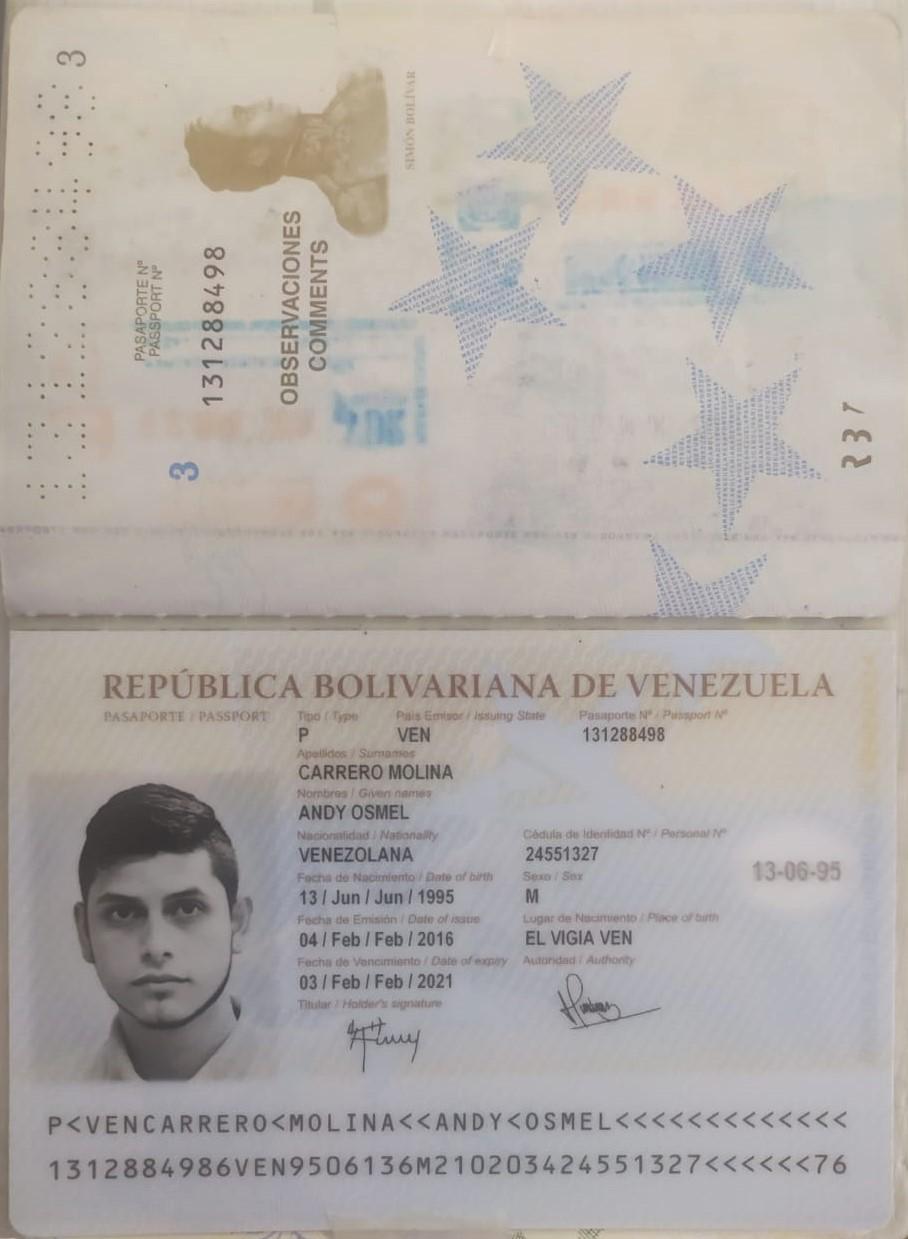 3
SIMÓN BOLÍVAR
PASAPORTE Nº
PASSPORT Nº
131288498
OBSERVACIONES
COMMENTS
3
REPÚBLICA BOLIVARIANA DE VENEZUELA
PASAPORTE / PASSPORT Tipo / Type País Emisor / Issuing State Pasaporte Nº / Passport Nº
P VEN 131288498
Apellidos / Surnames
CARRERO MOLINA
Nombres / Given names
ANDY OSMEL
Nacionalidad / Nationality Cédula de Identidad Nº / Personal Nº
VENEZOLANA 24551327
13-06-95
Fecha de Nacimiento / Date of birth Sexo / Sex
13 / Jun / Jun / 1995 M
Fecha de Emisión / Date of issue Lugar de Nacimiento / Place of birth
04 / Feb / Feb / 2016 EL VIGIA VEN
Fecha de Vencimiento / Date of expiry Autoridad / Authority
03 / Feb / Feb / 2021
Titular / Holder's signature
P<VENCARRERO<MOLINA<<ANDY<OSMEL<<<<<<<<<<<<<
1312884986VEN9506136M210203424551327<<<<<<76